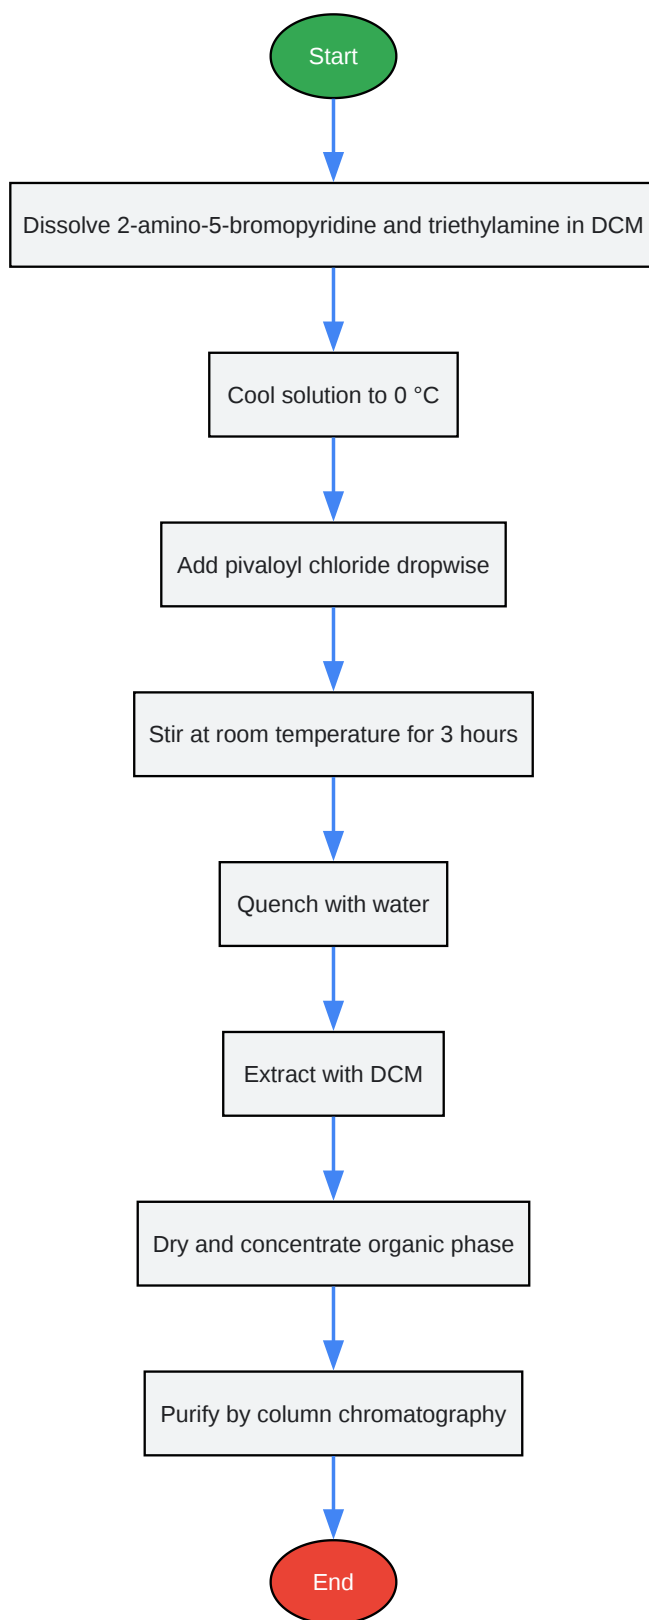 Start
Dissolve 2-amino-5-bromopyridine and triethylamine in DCM
Cool solution to 0 °C
Add pivaloyl chloride dropwise
Stir at room temperature for 3 hours
Quench with water
Extract with DCM
Dry and concentrate organic phase
Purify by column chromatography
End